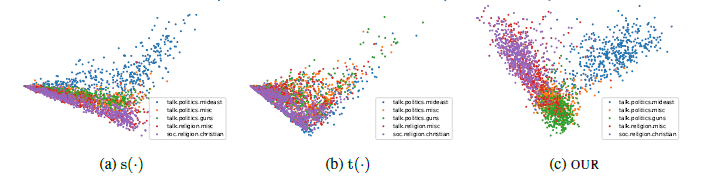 talk.politics.mideast
talk.politics.misc
talk.politics.guns
talk.religion.misc
soc.religion.christian
talk.politics.mideast
talk.politics.misc
talk.politics.guns
talk.religion.misc
soc.religion.christian
talk.politics.mideast
talk.politics.misc
talk.politics.guns
talk.religion.misc
soc.religion.christian
(a) s(·)
(b) t(·)
(c) OUR